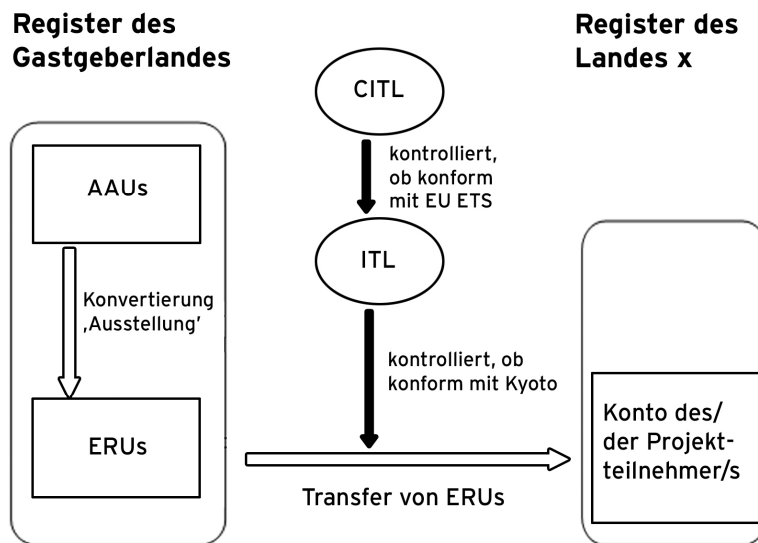 Register des
Gastgeberlandes
Register des
Landes x
CITL
kontrolliert,
ob konform
mit EU ETS
AAUs
ITL
Konvertierung
‚Ausstellung’
kontrolliert, ob
konform mit Kyoto
ERUs
Konto des/
der Projekt-
teilnehmer/s
Transfer von ERUs